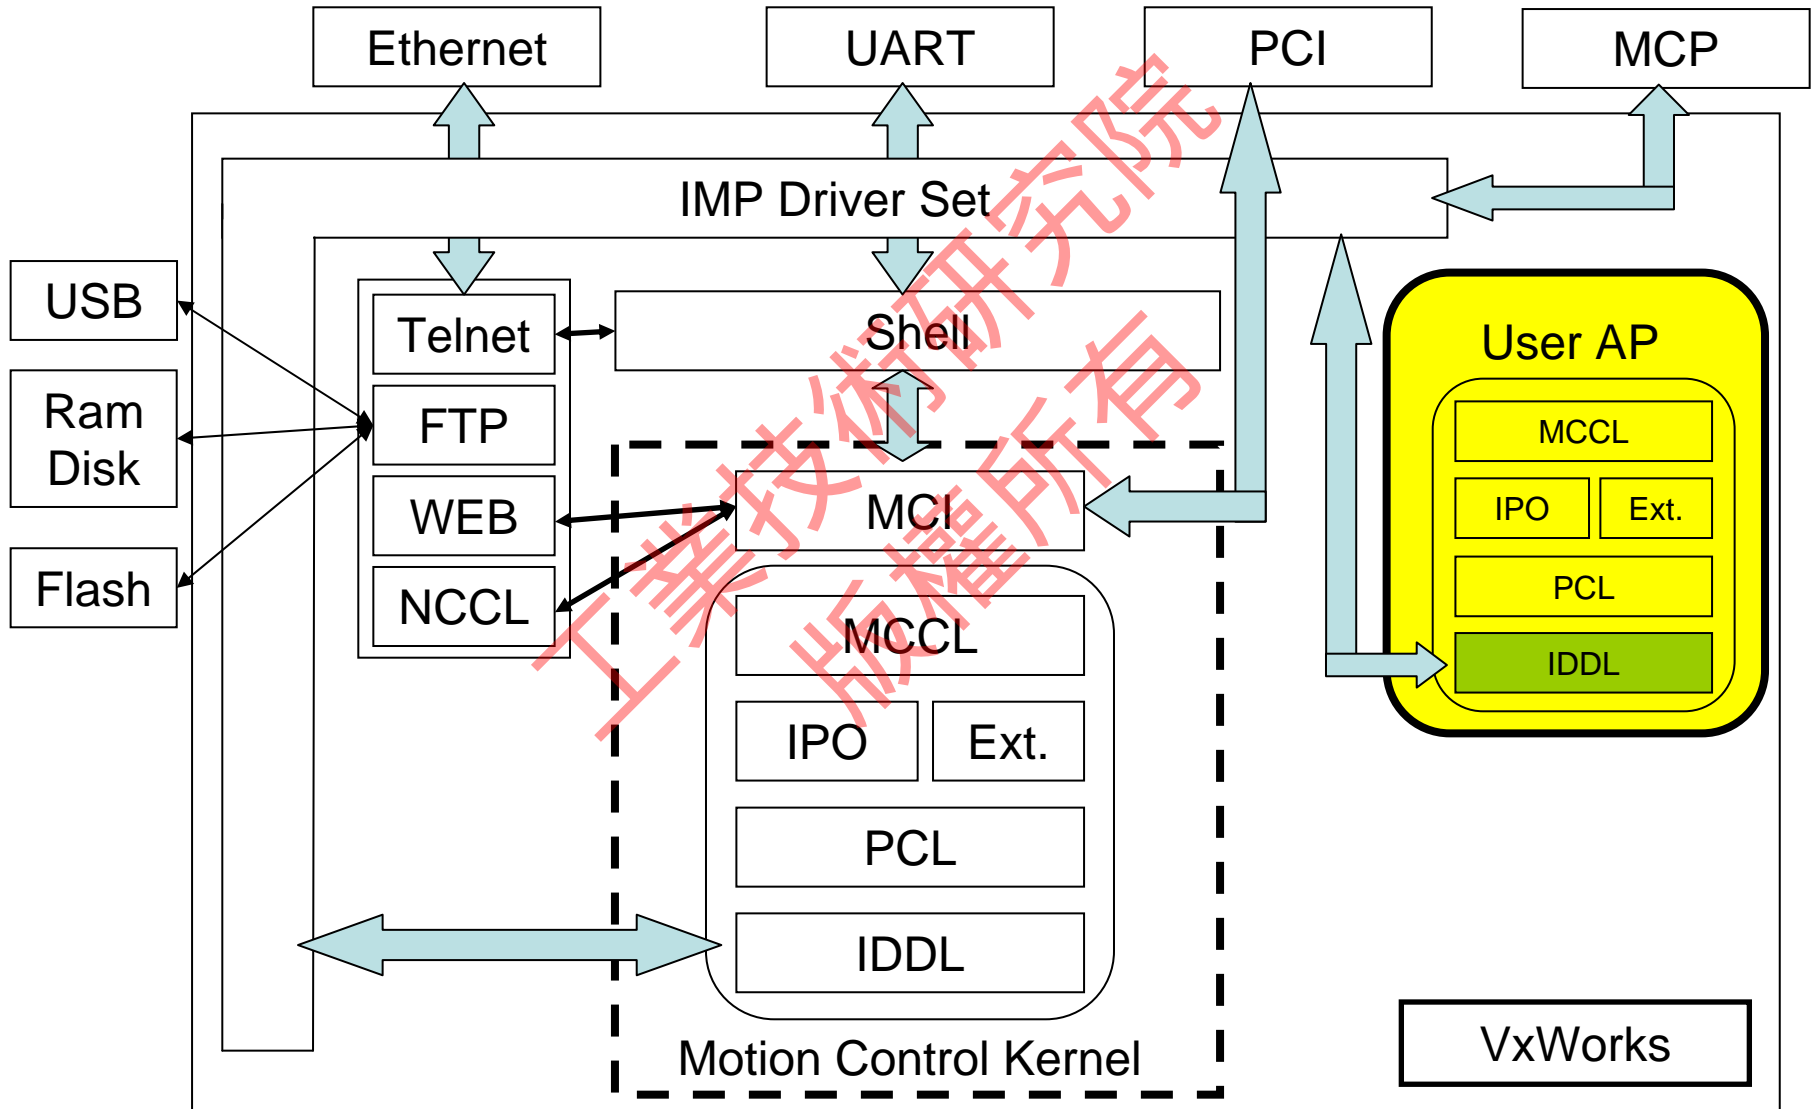 Ethernet
UART
PCI
MCP
IMP Driver Set
USB
Ram
Disk
Flash
Telnet
FTP
WEB
NCCL
Shell
MCI
MCCL
IPO
Ext.
PCL
IDDL
Motion Control Kernel
User AP
MCCL
IPO
Ext.
PCL
IDDL
VxWorks
工業技術研究院
版權所有